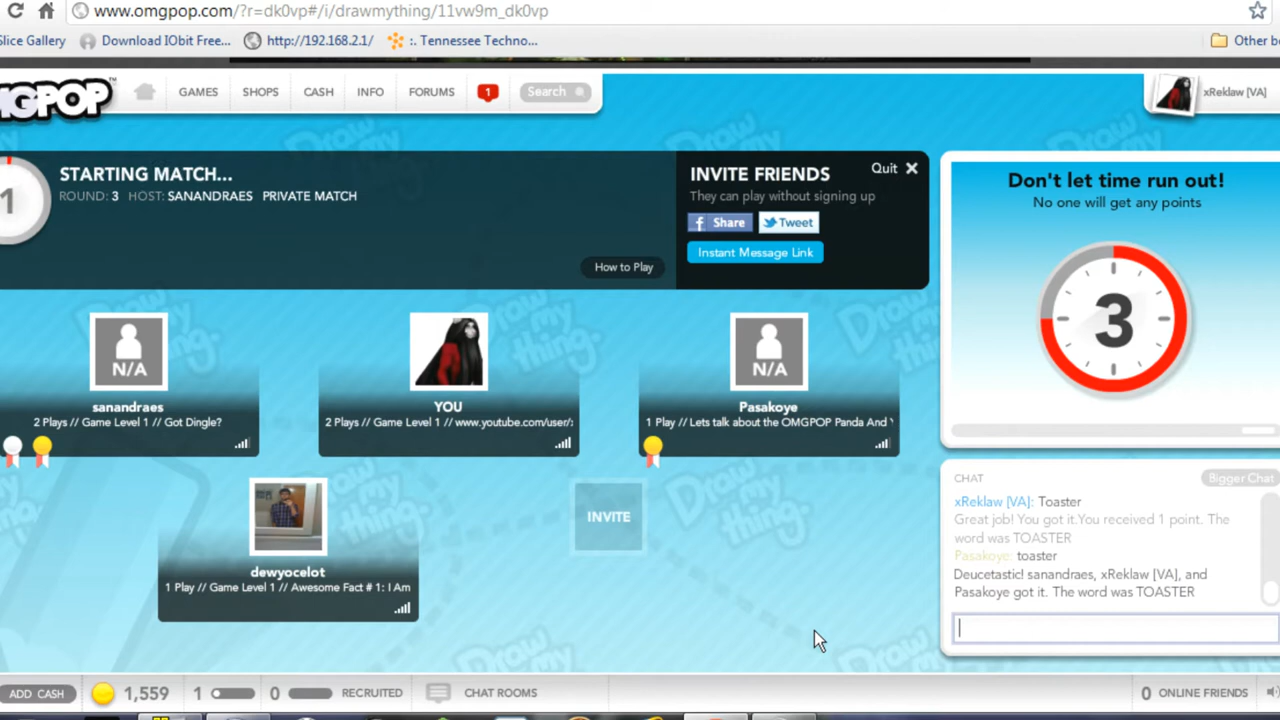 www.omgpop.com/?r=dk0vp#/i/drawmything/11vw9m_dk0vp
Slice Gallery Download IObit Free... http://192.168.2.1/ :. Tennessee Techno... Other b
MGPOP™ GAMES SHOPS CASH INFO FORUMS 1 Search xReklaw [VA]
1
STARTING MATCH...
ROUND: 3 HOST: SANANDRAES PRIVATE MATCH
How to Play
INVITE FRIENDS Quit
They can play without signing up
f Share Tweet
Instant Message Link
Don't let time run out!
No one will get any points
3
N/A
sanandraes
2 Plays // Game Level 1 // Got Dingle?
YOU
2 Plays // Game Level 1 // www.youtube.com/user/
N/A
Pasakoye
1 Play // Lets talk about the OMGPOP Panda And
dewyocelot
1 Play // Game Level 1 // Awesome Fact # 1: I Am
INVITE
CHAT Bigger Chat
xReklaw [VA]: Toaster
Great job! You got it.You received 1 point. The
word was TOASTER
Pasakoye: toaster
Deucetastic! sanandraes, xReklaw [VA], and
Pasakoye got it. The word was TOASTER
ADD CASH 1,559 1 0 RECRUITED CHAT ROOMS 0 ONLINE FRIENDS